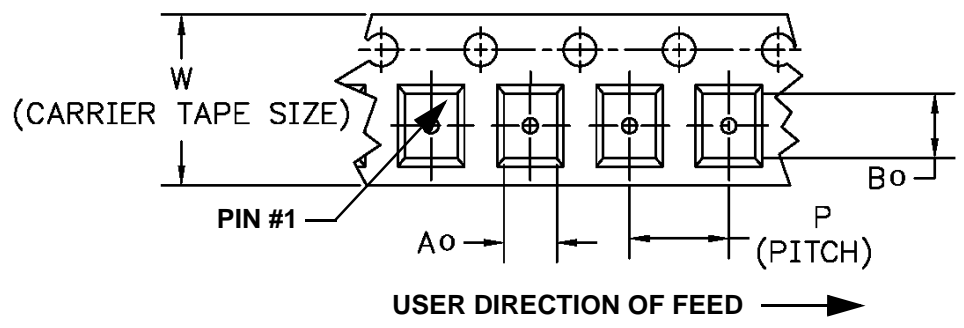 W
(CARRIER TAPE SIZE)
PIN #1
Ao
Bo
P
(PITCH)
USER DIRECTION OF FEED